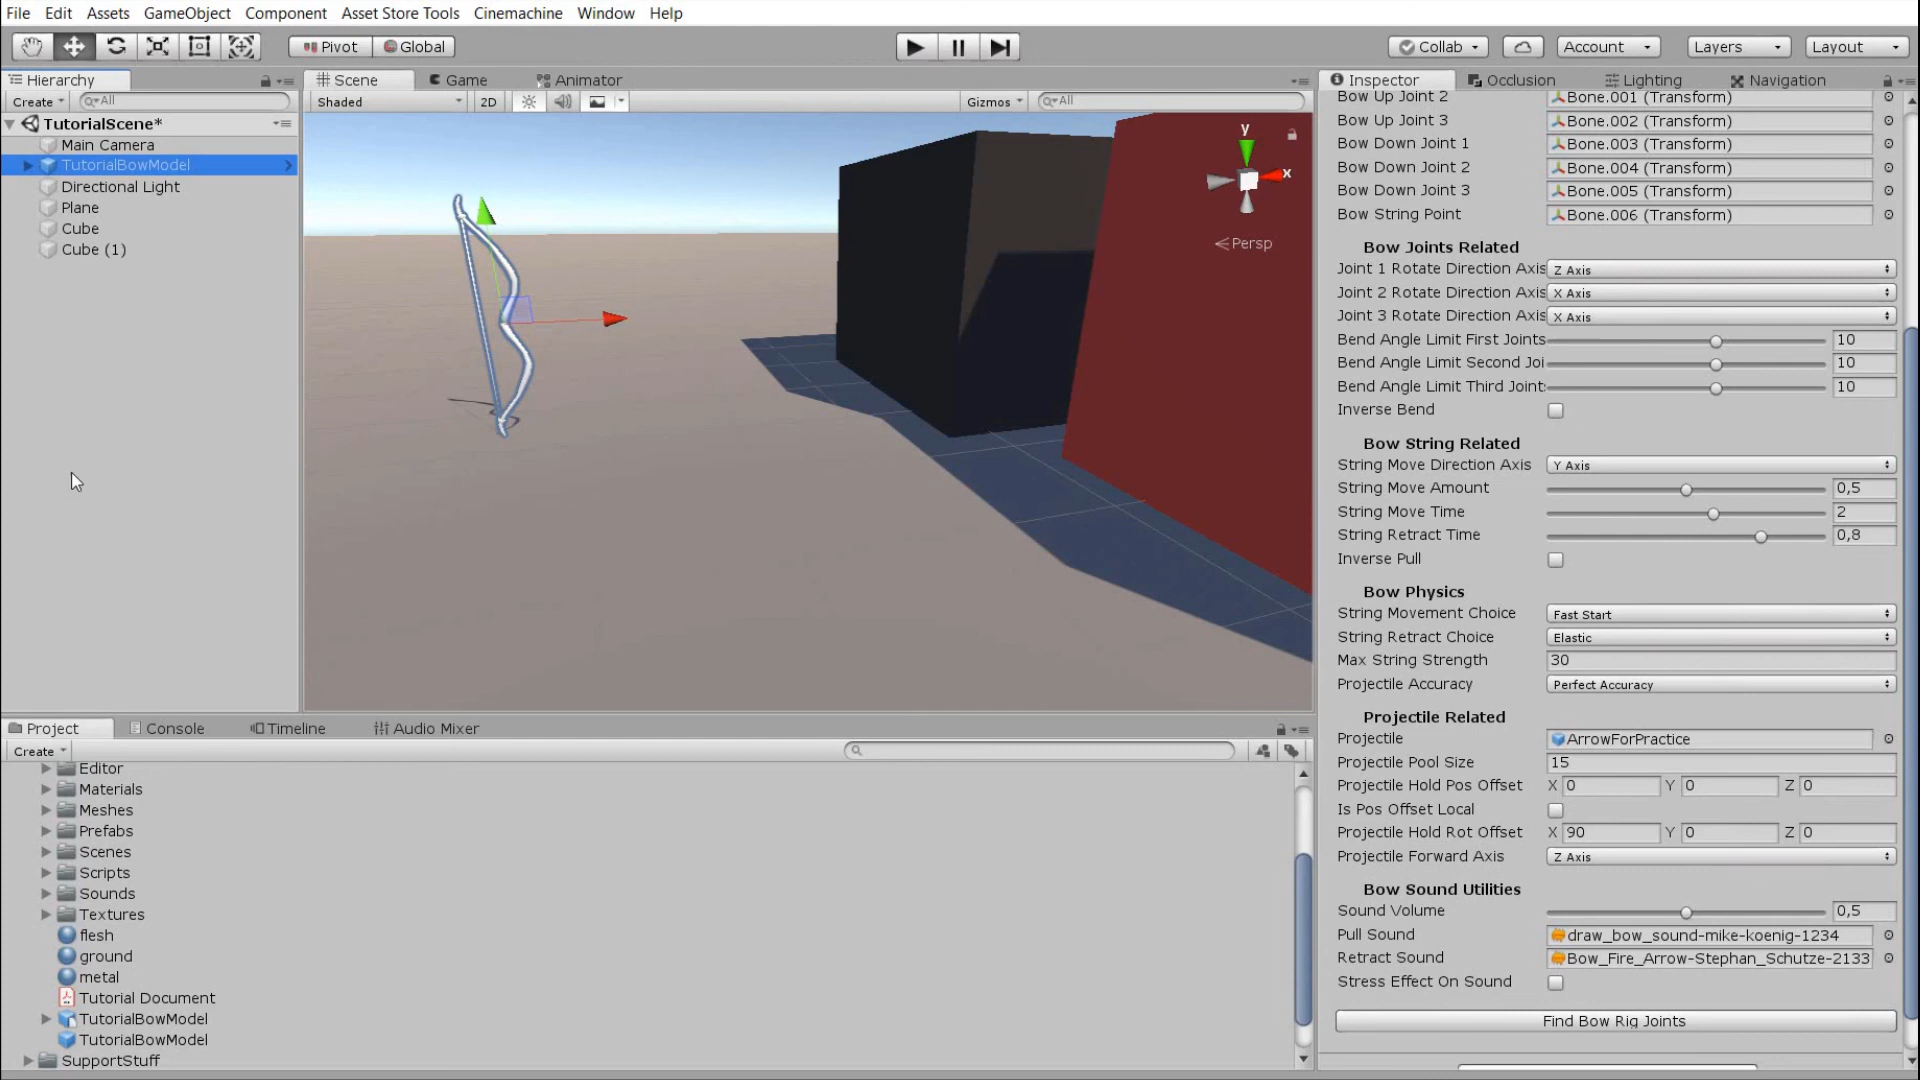 File Edit Assets GameObject Component Asset Store Tools Cinemachine Window Help
Pivot Global Collab Account Layers Layout
Hierarchy
Create All
TutorialScene*
Main Camera
TutorialBowModel
Directional Light
Plane
Cube
Cube (1)
Scene Game Animator
Shaded 2D Gizmos All
y
x
Persp
Inspector Occlusion Lighting Navigation
Bow Up Joint 2 Bone.001 (Transform)
Bow Up Joint 3 Bone.002 (Transform)
Bow Down Joint 1 Bone.003 (Transform)
Bow Down Joint 2 Bone.004 (Transform)
Bow Down Joint 3 Bone.005 (Transform)
Bow String Point Bone.006 (Transform)
Bow Joints Related
Joint 1 Rotate Direction Axis Z Axis
Joint 2 Rotate Direction Axis X Axis
Joint 3 Rotate Direction Axis X Axis
Bend Angle Limit First Joints 10
Bend Angle Limit Second Joi 10
Bend Angle Limit Third Joint 10
Inverse Bend
Bow String Related
String Move Direction Axis Y Axis
String Move Amount 0,5
String Move Time 2
String Retract Time 0,8
Inverse Pull
Bow Physics
String Movement Choice Fast Start
String Retract Choice Elastic
Max String Strength 30
Projectile Accuracy Perfect Accuracy
Projectile Related
Projectile ArrowForPractice
Projectile Pool Size 15
Projectile Hold Pos Offset X 0 Y 0 Z 0
Is Pos Offset Local
Projectile Hold Rot Offset X 90 Y 0 Z 0
Projectile Forward Axis Z Axis
Bow Sound Utilities
Sound Volume 0,5
Pull Sound draw_bow_sound-mike-koenig-1234
Retract Sound Bow_Fire_Arrow-Stephan_Schutze-2133
Stress Effect On Sound
Find Bow Rig Joints
Project Console Timeline Audio Mixer
Create
Editor
Materials
Meshes
Prefabs
Scenes
Scripts
Sounds
Textures
flesh
ground
metal
Tutorial Document
TutorialBowModel
TutorialBowModel
SupportStuff